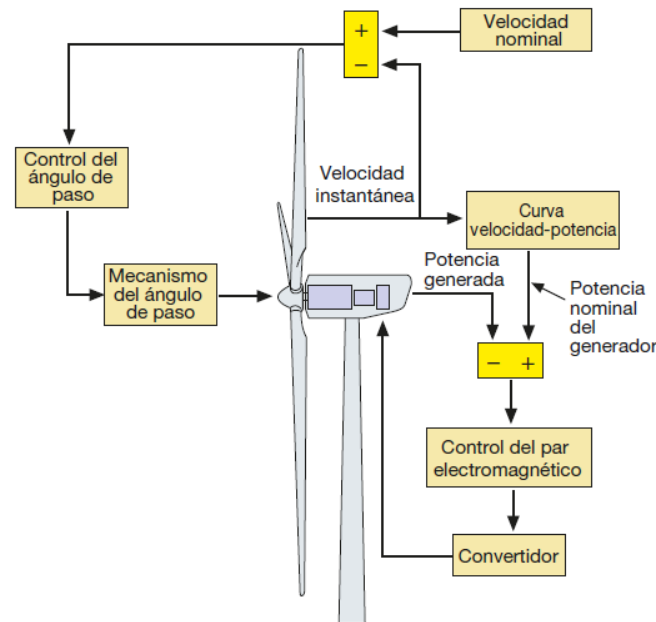 +
−
Velocidad
nominal
Control del
ángulo de
paso
Velocidad
instantánea
Curva
velocidad-potencia
Mecanismo
del ángulo
de paso
Potencia
generada
Potencia
nominal
del
generador
− +
Control del par
electromagnético
Convertidor